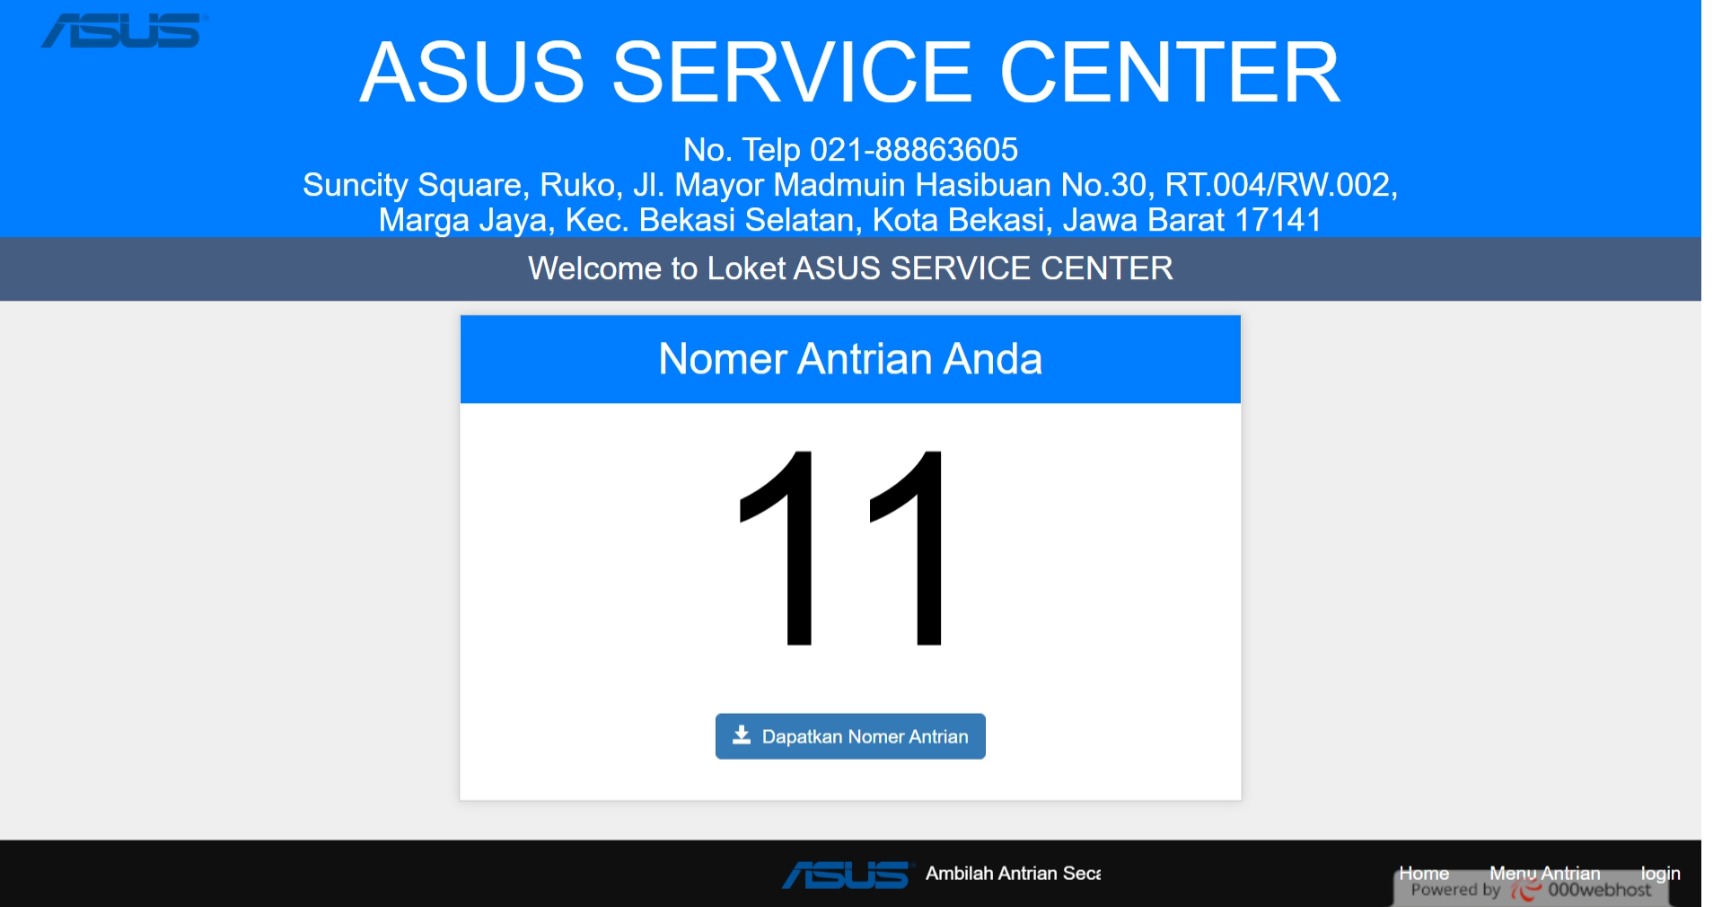 ASUS
ASUS SERVICE CENTER
No. Telp 021-88863605
Suncity Square, Ruko, Jl. Mayor Madmuin Hasibuan No.30, RT.004/RW.002,
Marga Jaya, Kec. Bekasi Selatan, Kota Bekasi, Jawa Barat 17141
Welcome to Loket ASUS SERVICE CENTER
Nomer Antrian Anda
11
Dapatkan Nomer Antrian
ASUS Ambilah Antrian Seca
Home Menu Antrian login
Powered by 000webhost